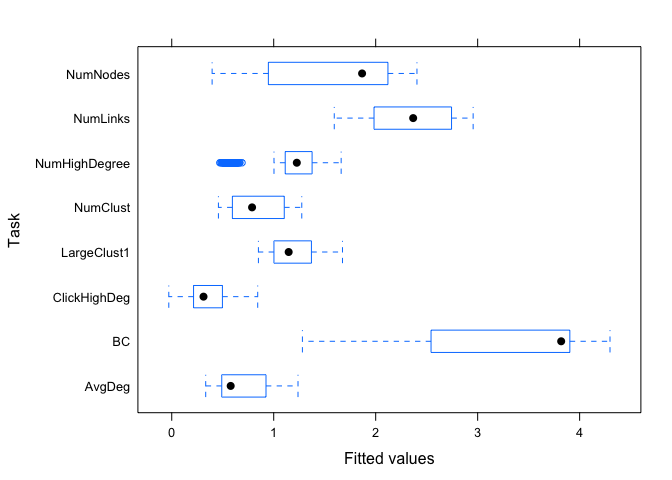 NumNodes
NumLinks
NumHighDegree
NumClust
LargeClust1
ClickHighDeg
BC
AvgDeg
Task
0 1 2 3 4
Fitted values